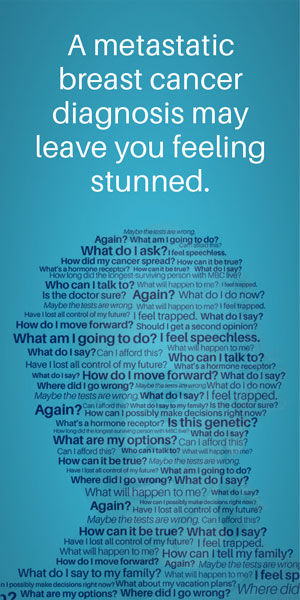 A metastatic
breast cancer
diagnosis may
leave you feeling
stunned.
Maybe the tests are wrong.
Again? What am I going to do?
Can I afford this?
What do I ask? I feel speechless.
How did my cancer spread? How can it be true?
What's a hormone receptor? How can it be true? What do I say?
How long did the longest-surviving person with MBC live?
Who can I talk to? What will happen to me? I feel trapped.
Is the doctor sure? Again? What do I do now?
Maybe the tests are wrong. What will happen to me? I feel trapped.
Have I lost all control of my future? I feel trapped. What do I say?
How do I move forward? Should I get a second opinion?
What am I going to do? I feel speechless.
What will happen to me?
What do I say? Can I afford this? Who can I talk to?
Have I lost all control of my future? What's a hormone receptor?
What do I say? How do I move forward? What do I say?
Where did I go wrong? Maybe the tests are wrong. What do I do now?
Maybe the tests are wrong. What do I say? I feel trapped.
Again? Can I afford this? What do I say to my family? Is the doctor sure?
How can I possibly make decisions right now?
What's a hormone receptor? Is this genetic?
How long did the longest-surviving person with MBC live? What do I say?
What are my options? Can I afford this?
Can I afford this? Who can I talk to? What will happen to me?
How can it be true? Maybe the tests are wrong.
Have I lost all control of my future? What am I going to do?
Where did I go wrong? What do I say?
What will happen to me? What do I say?
Again? How can I possibly make decisions right now?
Have I lost all control of my future?
Maybe the tests are wrong. Can I afford this?
How can it be true? What do I say?
Have I lost all control of my future? I feel trapped.
What will happen to me? How can I tell my family?
How do I move forward? Again? Maybe the tests are wrong.
What do I say to my family? What will happen to me? I feel sp
I possibly make decisions right now? What about my vacation plans? Where
? What are my options? Where did I go wrong? Where did